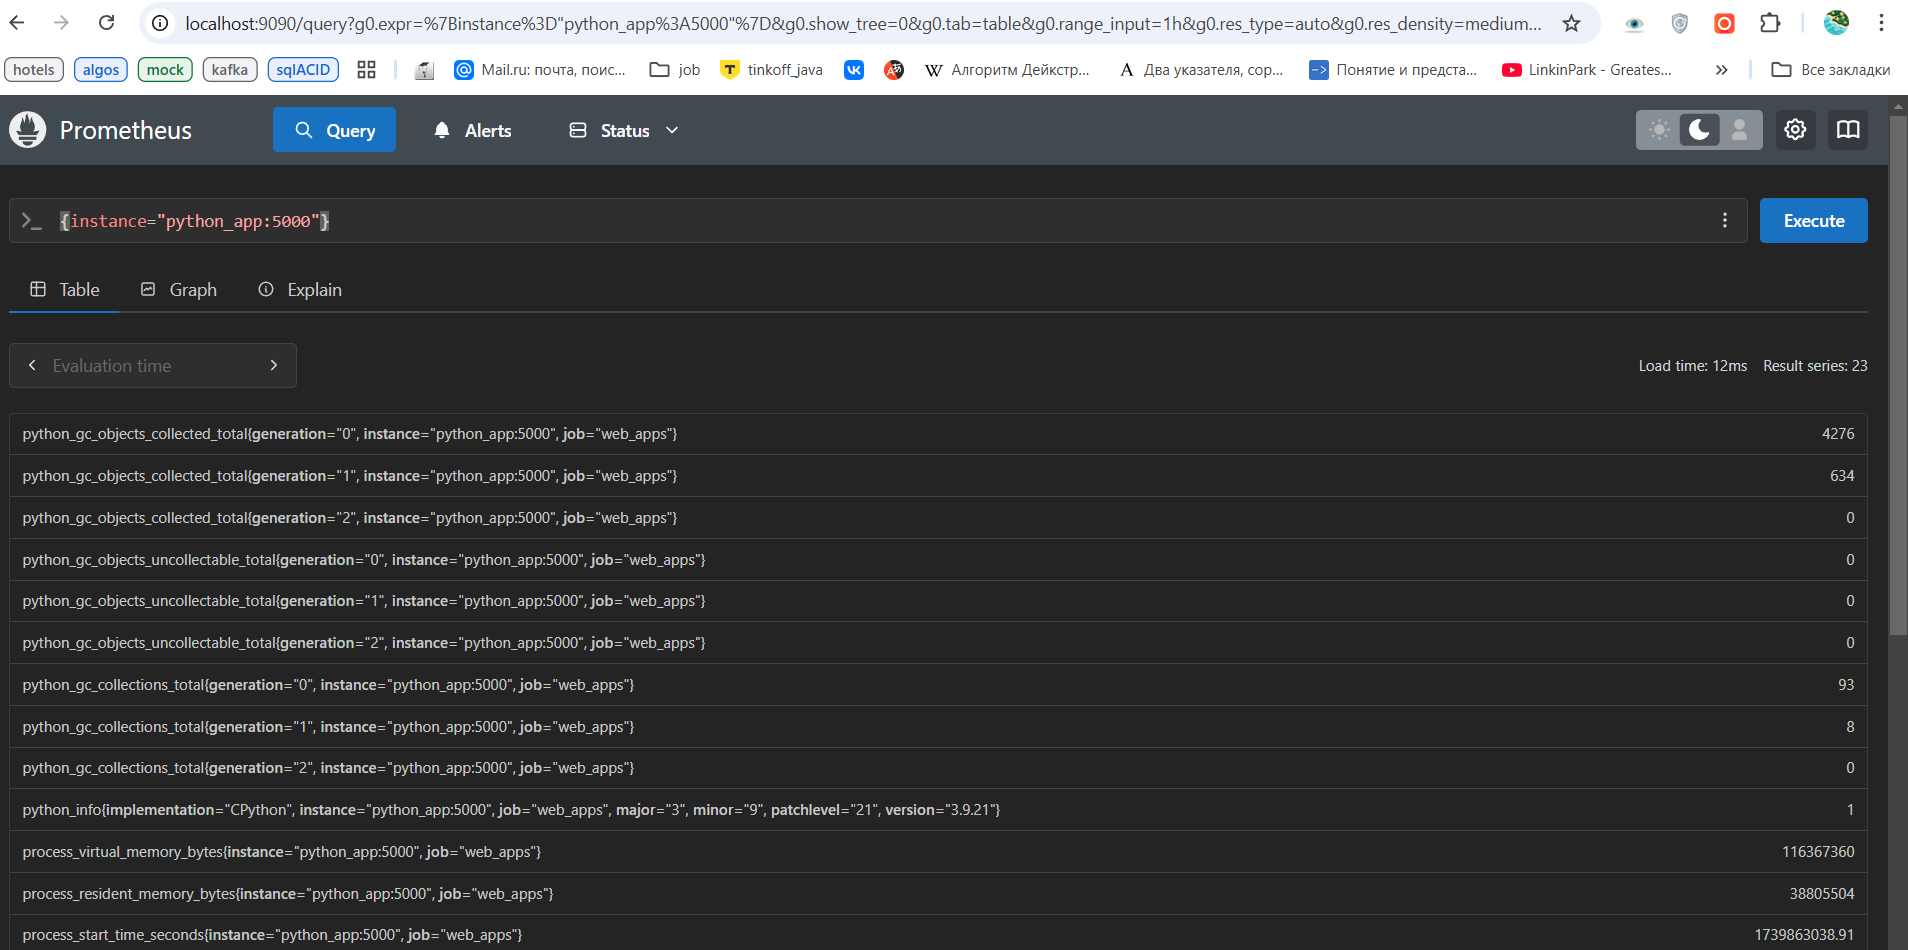 localhost:9090/query?g0.expr=%7Binstance%3D"python_app%3A5000"%7D&g0.show_tree=0&g0.tab=table&g0.range_input=1h&g0.res_type=auto&g0.res_density=medium...
hotels algos mock kafka sqlACID Mail.ru: почта, поис... job tinkoff_java Алгоритм Дейкстр... Два указателя, сор... Понятие и предста... LinkinPark - Greates... » Все закладки
Prometheus Query Alerts Status
{instance="python_app:5000"} Execute
Table Graph Explain
Evaluation time Load time: 12ms Result series: 23
python_gc_objects_collected_total{generation="0", instance="python_app:5000", job="web_apps"} 4276
python_gc_objects_collected_total{generation="1", instance="python_app:5000", job="web_apps"} 634
python_gc_objects_collected_total{generation="2", instance="python_app:5000", job="web_apps"} 0
python_gc_objects_uncollectable_total{generation="0", instance="python_app:5000", job="web_apps"} 0
python_gc_objects_uncollectable_total{generation="1", instance="python_app:5000", job="web_apps"} 0
python_gc_objects_uncollectable_total{generation="2", instance="python_app:5000", job="web_apps"} 0
python_gc_collections_total{generation="0", instance="python_app:5000", job="web_apps"} 93
python_gc_collections_total{generation="1", instance="python_app:5000", job="web_apps"} 8
python_gc_collections_total{generation="2", instance="python_app:5000", job="web_apps"} 0
python_info{implementation="CPython", instance="python_app:5000", job="web_apps", major="3", minor="9", patchlevel="21", version="3.9.21"} 1
process_virtual_memory_bytes{instance="python_app:5000", job="web_apps"} 116367360
process_resident_memory_bytes{instance="python_app:5000", job="web_apps"} 38805504
process_start_time_seconds{instance="python_app:5000", job="web_apps"} 1739863038.91